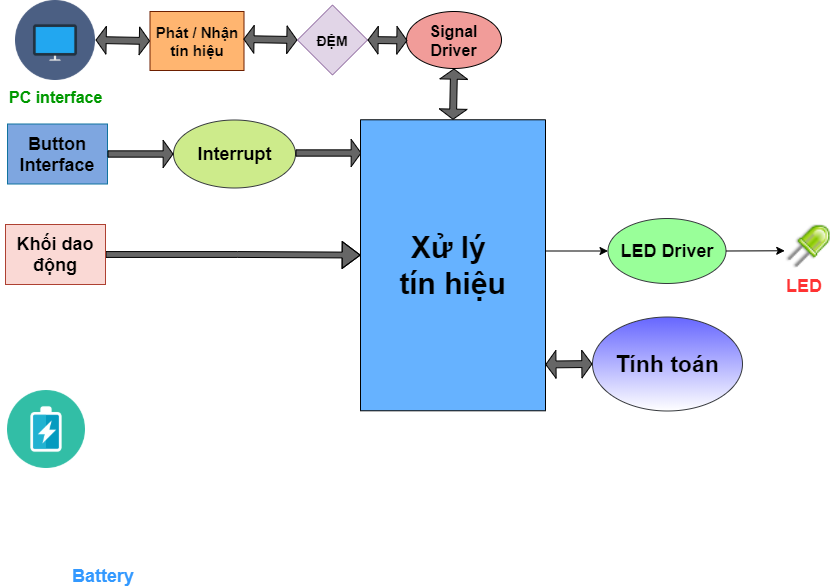 Phát / Nhận
tín hiệu
ĐỆM
Signal
Driver
PC interface
Button
Interface
Interrupt
Khối dao
động
Xử lý
tín hiệu
LED Driver
LED
Tính toán
Battery